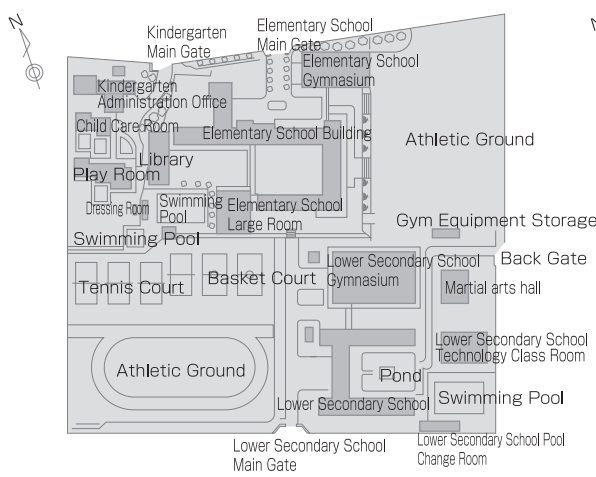 N
N
Kindergarten
Main Gate
Elementary School
Main Gate
Elementary School
Gymnasium
Kindergarten
Administration Office
Child Care Room
Elementary School Building
Athletic Ground
Library
Play Room
Dressing Room
Swimming
Pool
Elementary School
Large Room
Gym Equipment Storage
Swimming Pool
Lower Secondary School
Gymnasium
Back Gate
Tennis Court
Basket Court
Martial arts hall
Lower Secondary School
Technology Class Room
Athletic Ground
Pond
Swimming Pool
Lower Secondary School
Lower Secondary School
Main Gate
Lower Secondary School Pool
Change Room